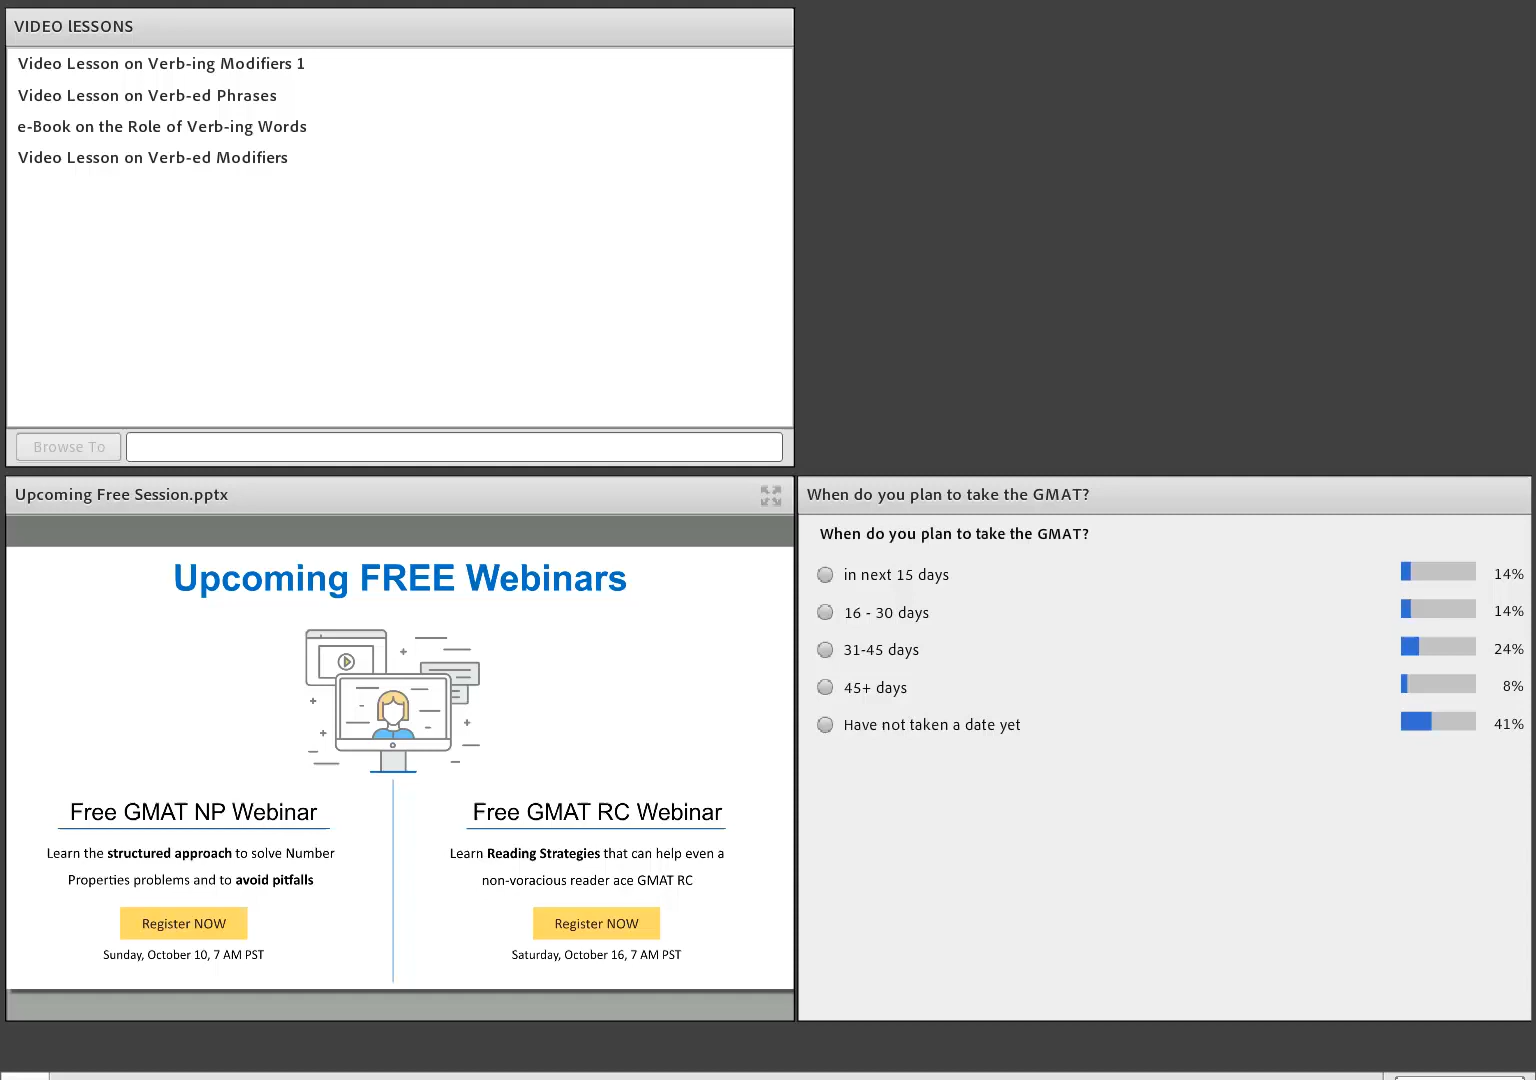 VIDEO lESSONS
Video Lesson on Verb-ing Modifiers 1
Video Lesson on Verb-ed Phrases
e-Book on the Role of Verb-ing Words
Video Lesson on Verb-ed Modifiers
Browse To
Upcoming Free Session.pptx
Upcoming FREE Webinars
Free GMAT NP Webinar
Learn the structured approach to solve Number
Properties problems and to avoid pitfalls
Register NOW
Sunday, October 10, 7 AM PST
Free GMAT RC Webinar
Learn Reading Strategies that can help even a
non-voracious reader ace GMAT RC
Register NOW
Saturday, October 16, 7 AM PST
When do you plan to take the GMAT?
When do you plan to take the GMAT?
in next 15 days 14%
16 - 30 days 14%
31-45 days 24%
45+ days 8%
Have not taken a date yet 41%